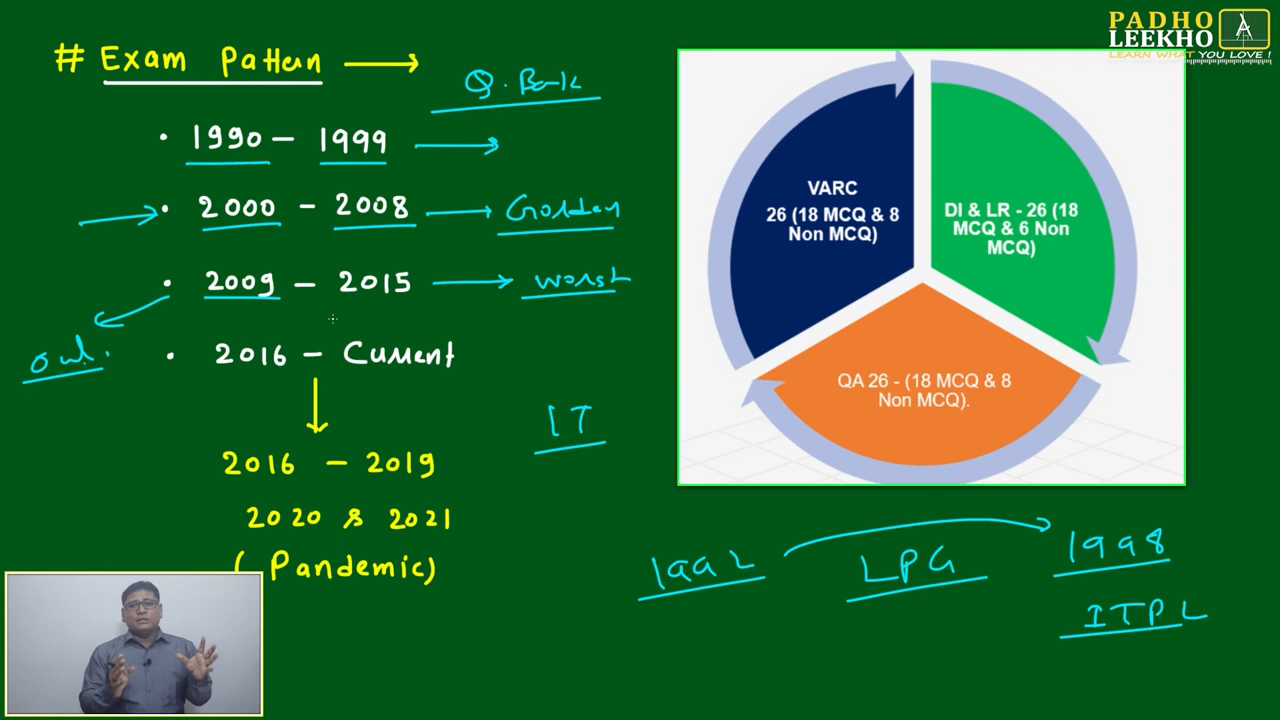 PADHO
LEEKHO
LEARN WHAT YOU LOVE !
# Exam Pattern →
Q. Bank
• 1990 – 1999 →
→ • 2000 – 2008 → Golden
• 2009 – 2015 → worst
• 2016 – Current
2016 – 2019
2020 & 2021
(Pandemic)
IT
VARC
26 (18 MCQ & 8
Non MCQ)
DI & LR - 26 (18
MCQ & 6 Non
MCQ)
QA 26 - (18 MCQ & 8
Non MCQ).
1992
LPG
1998
ITPL